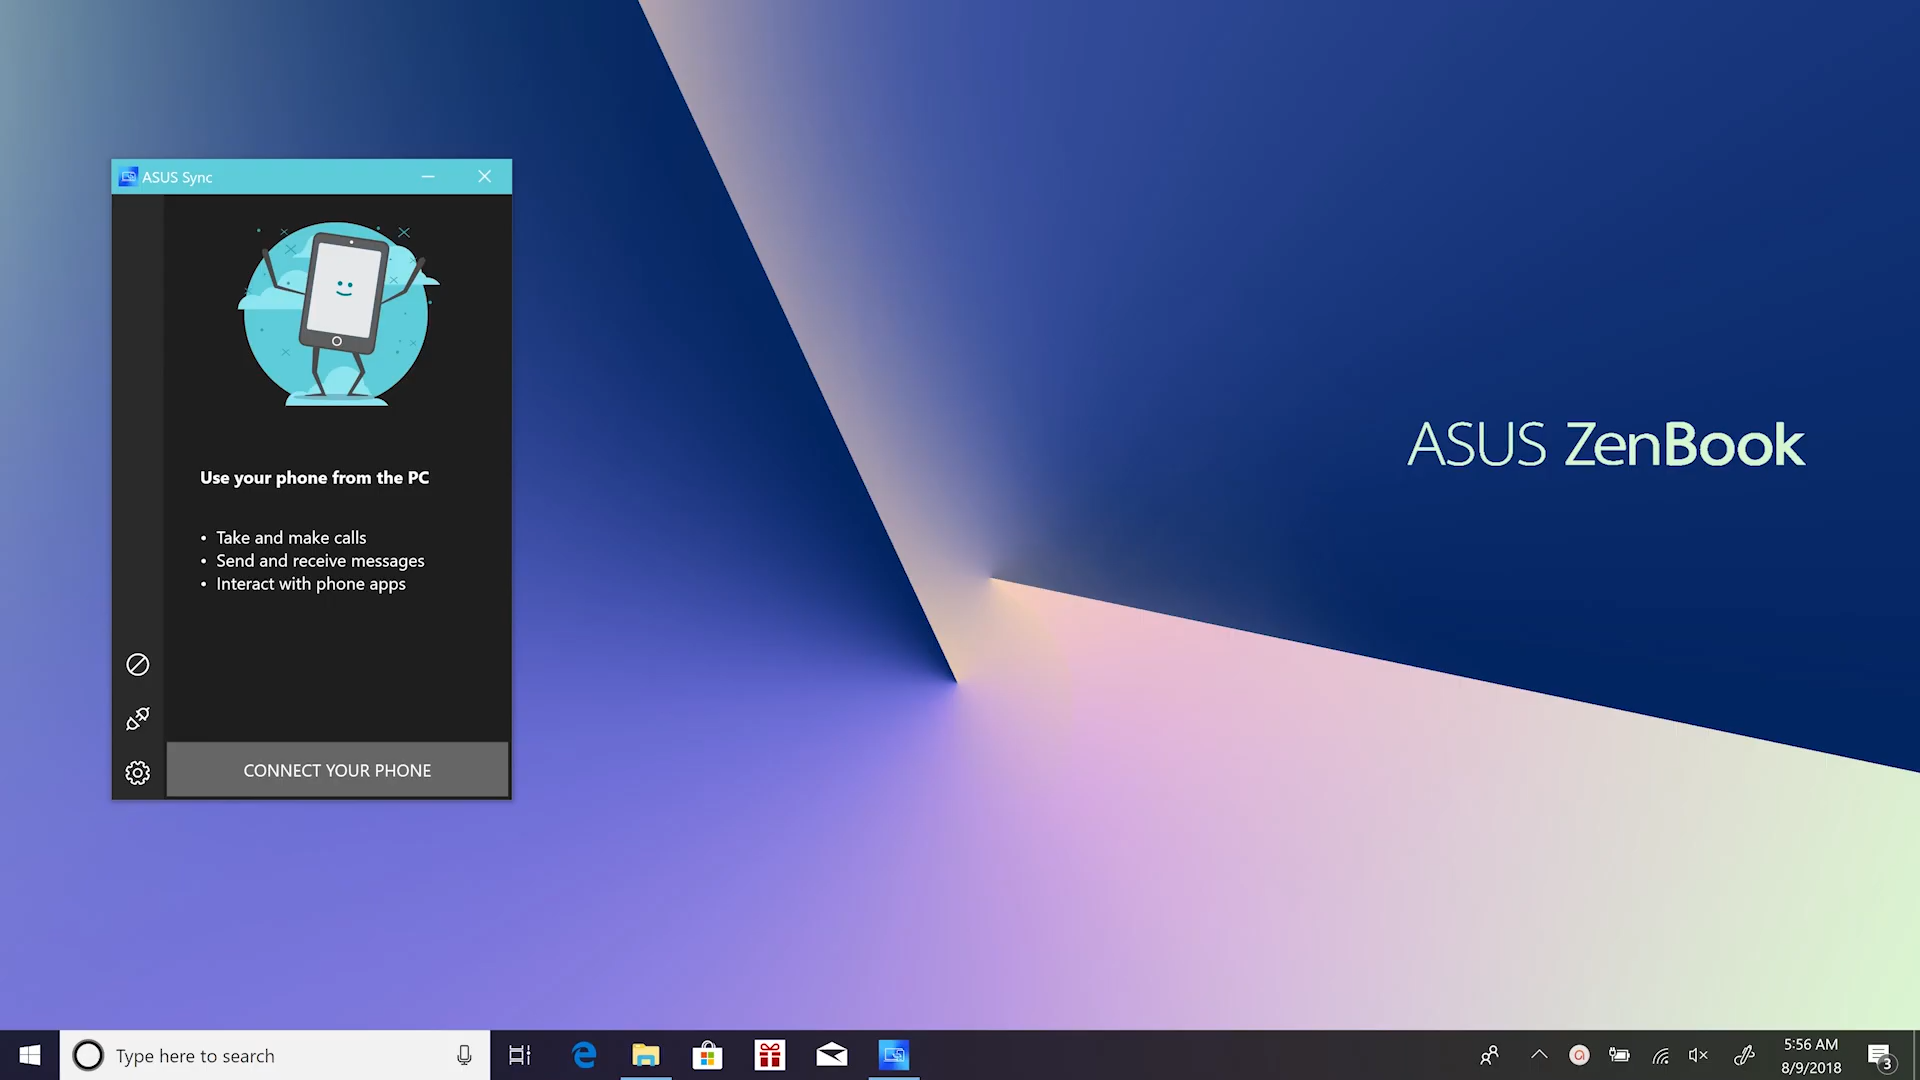 ASUS Sync
Use your phone from the PC
• Take and make calls
• Send and receive messages
• Interact with phone apps
CONNECT YOUR PHONE
ASUS ZenBook
Type here to search
5:56 AM
8/9/2018
3